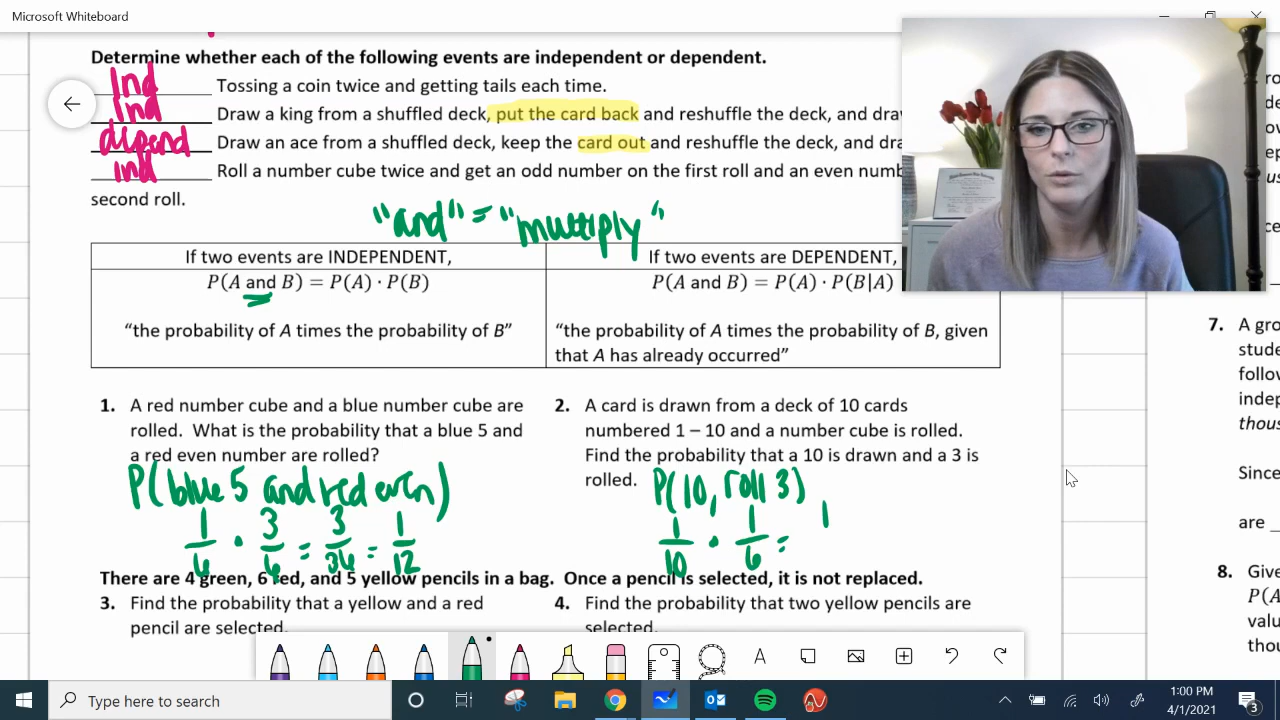 Microsoft Whiteboard
Determine whether each of the following events are independent or dependent.
Ind Tossing a coin twice and getting tails each time.
Ind Draw a king from a shuffled deck, put the card back and reshuffle the deck, and
depend Draw an ace from a shuffled deck, keep the card out and reshuffle the deck, and
ind Roll a number cube twice and get an odd number on the first roll and an even
second roll.
"and" = "multiply"
If two events are INDEPENDENT,
P(A and B) = P(A) · P(B)
"the probability of A times the probability of B"
If two events are DEPENDENT,
P(A and B) = P(A) · P(B|A)
"the probability of A times the probability of B, given
that A has already occurred"
1. A red number cube and a blue number cube are
rolled. What is the probability that a blue 5 and
a red even number are rolled?
P(blue 5 and red even)
1/6 · 3/6 = 3/36 = 1/12
2. A card is drawn from a deck of 10 cards
numbered 1 – 10 and a number cube is rolled.
Find the probability that a 10 is drawn and a 3 is
rolled.
P(10, roll 3)
1/10 · 1/6 = 1
There are 4 green, 6 red, and 5 yellow pencils in a bag. Once a pencil is selected, it is not replaced.
3. Find the probability that a yellow and a red
pencil are selected.
4. Find the probability that two yellow pencils are
selected.
7. A
follow
thous
Since
are
8.
P(A
Type here to search
1:00 PM
4/1/2021
3